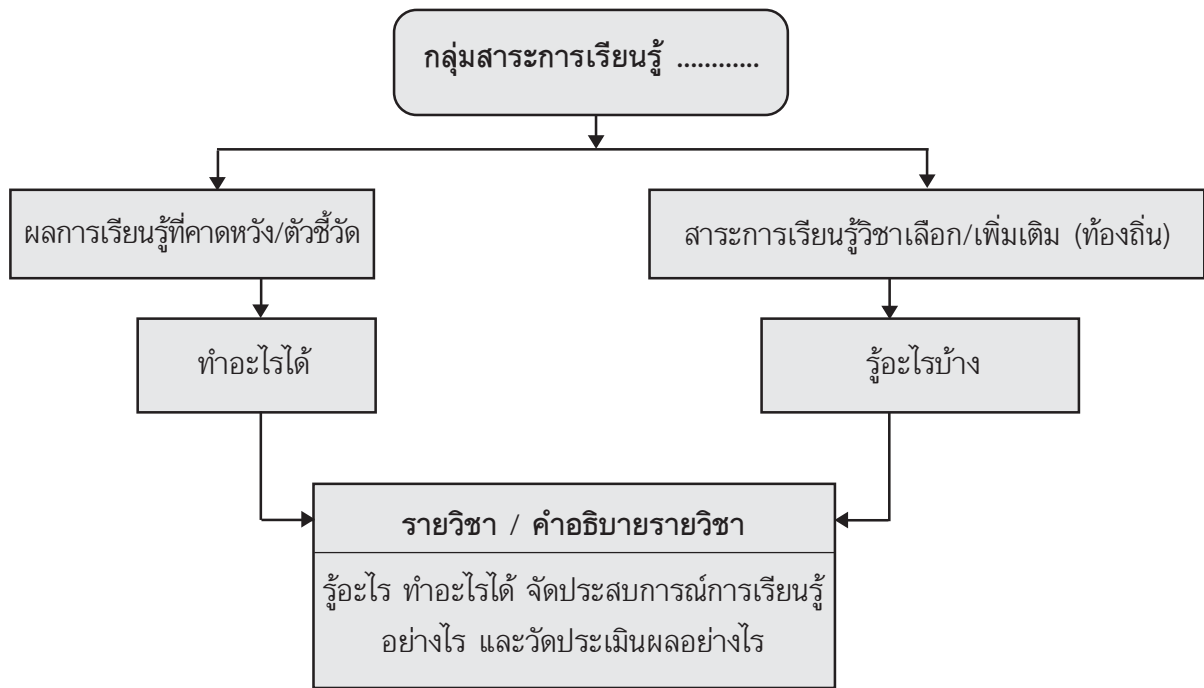 กลุ่มสาระการเรียนรู้ ............
ผลการเรียนรู้ที่คาดหวัง/ตัวชี้วัด
สาระการเรียนรู้วิชาเลือก/เพิ่มเติม (ท้องถิ่น)
ทำอะไรได้
รู้อะไรบ้าง
รายวิชา / คำอธิบายรายวิชา
รู้อะไร ทำอะไรได้ จัดประสบการณ์การเรียนรู้
อย่างไร และวัดประเมินผลอย่างไร